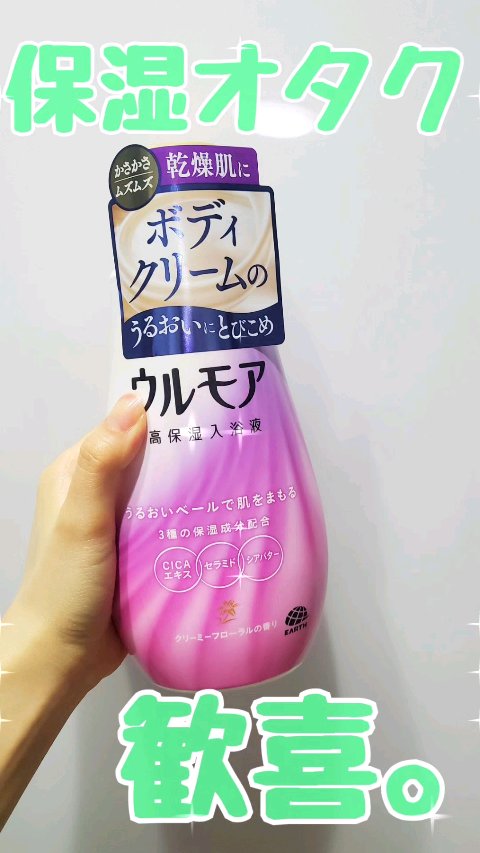 保湿オタク
かさかさ
ムズムズ
乾燥肌に
ボディ
クリームの
うるおいにとびこめ
ウルモア
高保湿入浴液
うるおいベールで肌をまもる
3種の保湿成分配合
CICA
エキス
セラミド
シアバター
クリーミーフローラルの香り
EARTH
歓喜。